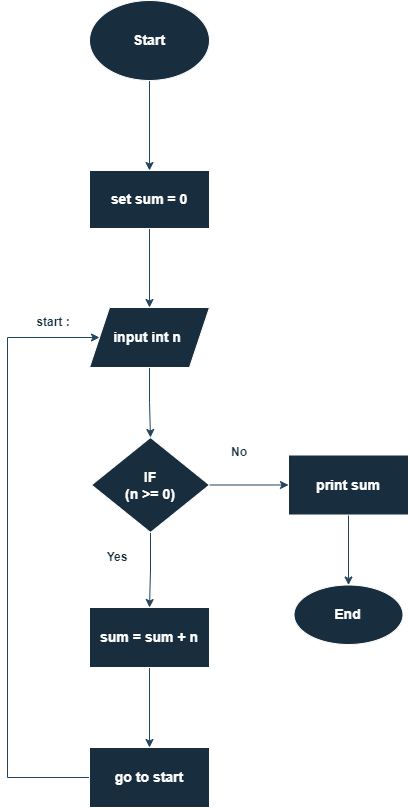 Start
set sum = 0
start :
input int n
IF
(n >= 0)
No
print sum
Yes
End
sum = sum + n
go to start